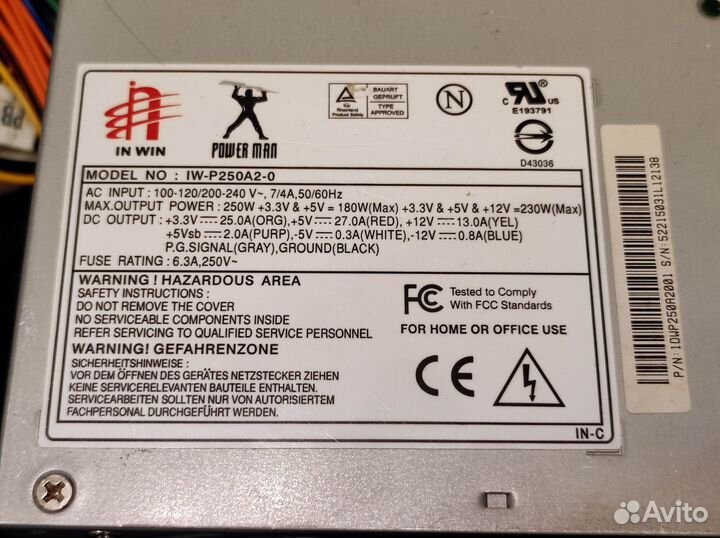 IN WIN
POWER MAN
Rheinland
Product Safety
BAUART
GEPRÜFT
TYPE
APPROVED
N
C UR US
E193791
D43036
MODEL NO : IW-P250A2-0
AC INPUT : 100-120/200-240 V~, 7/4A,50/60Hz
MAX.OUTPUT POWER : 250W +3.3V & +5V = 180W(Max) +3.3V & +5V & +12V =230W(Max)
DC OUTPUT : +3.3V 25.0A(ORG),+5V 27.0A(RED), +12V 13.0A(YEL)
+5Vsb 2.0A(PURP),-5V 0.3A(WHITE),-12V 0.8A(BLUE)
P.G.SIGNAL(GRAY),GROUND(BLACK)
FUSE RATING : 6.3A,250V~
WARNING! HAZARDOUS AREA
SAFETY INSTRUCTIONS :
DO NOT REMOVE THE COVER
NO SERVICEABLE COMPONENTS INSIDE
REFER SERVICING TO QUALIFIED SERVICE PERSONNEL
WARNUNG! GEFAHRENZONE
SICHERHEITSHINWEISE :
VOR DEM ÖFFNEN DES GERÄTES NETZSTECKER ZIEHEN
KEINE SERVICERELEVANTEN BAUTEILE ENTHALTEN.
SERVICEARBEITEN SOLLTEN NUR VON AUTORISIERTEM
FACHPERSONAL DURCHGEFÜHRT WERDEN.
FC Tested to Comply
With FCC Standards
FOR HOME OR OFFICE USE
CE
IN-C
P/N:1DWP250A2001 S/N:52215031L12138
P8
Avito